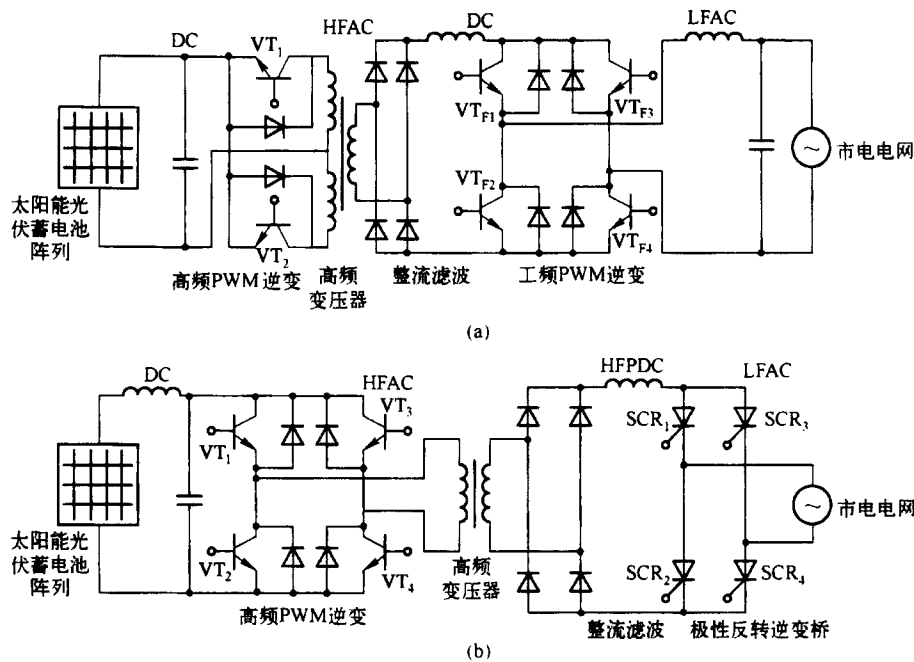 DC
VT₁
HFAC
DC
LFAC
VT_F1
VT_F3
VT_F2
VT_F4
VT₂
市电电网
太阳能光
伏蓄电池
阵列
高频PWM逆变
高频
变压器
整流滤波
工频PWM逆变
(a)
DC
HFAC
HFPDC
LFAC
VT₁
VT₃
SCR₁
SCR₃
市电电网
太阳能光
伏蓄电池
阵列
VT₂
VT₄
SCR₂
SCR₄
高频PWM逆变
高频
变压器
整流滤波
极性反转逆变桥
(b)